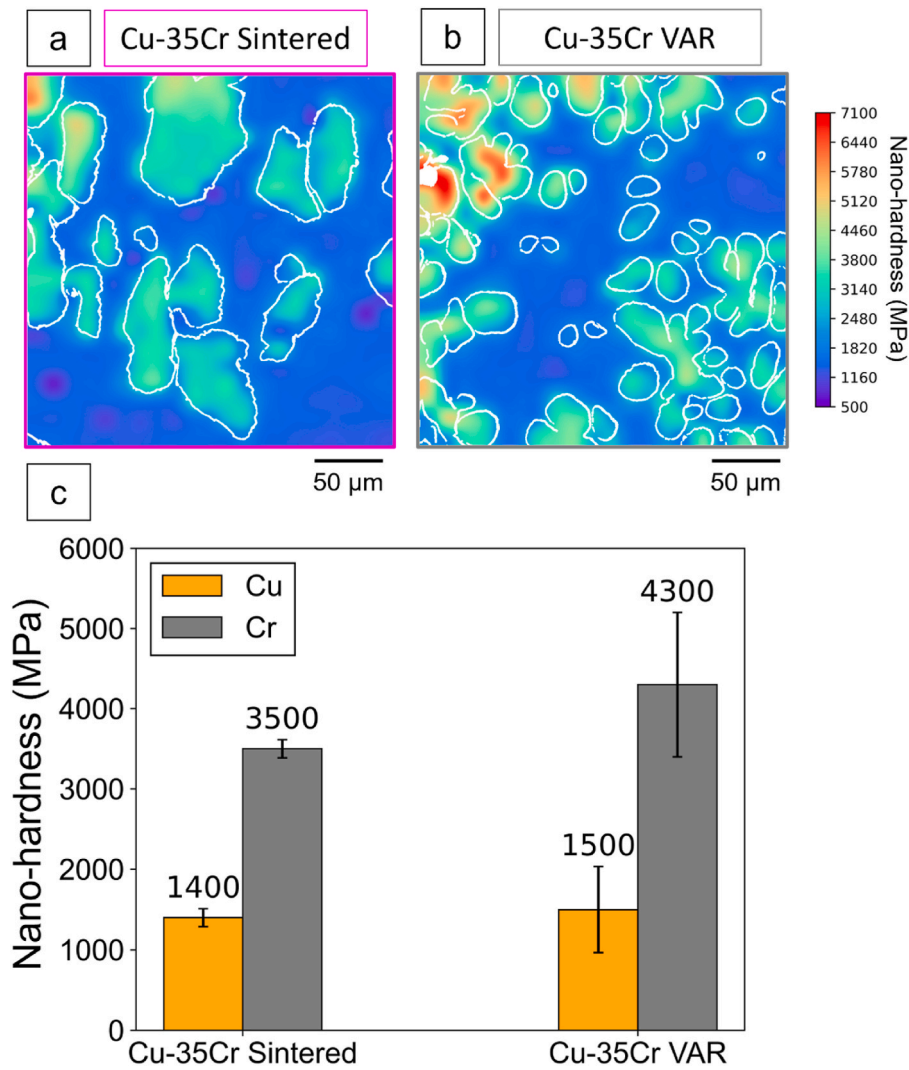 a
Cu-35Cr Sintered
b
Cu-35Cr VAR
7100
6440
5780
5120
4460
3800
3140
2480
1820
1160
500
Nano-hardness (MPa)
50 μm
50 μm
c
6000
5000
4000
3000
2000
1000
0
Nano-hardness (MPa)
Cu
Cr
1400
3500
1500
4300
Cu-35Cr Sintered
Cu-35Cr VAR